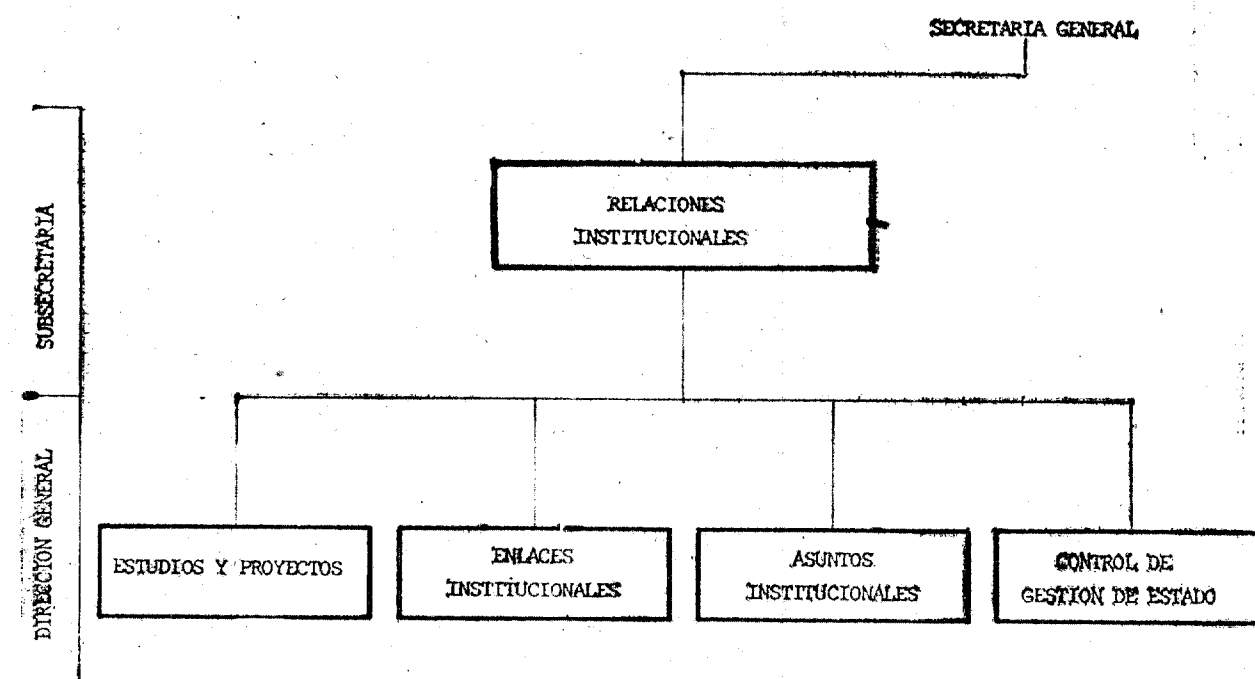 SECRETARIA GENERAL
SUBSECRETARIA
RELACIONES
INSTITUCIONALES
DIRECCION GENERAL
ESTUDIOS Y PROYECTOS
ENLACES
INSTITUCIONALES
ASUNTOS
INSTITUCIONALES
CONTROL DE
GESTION DE ESTADO